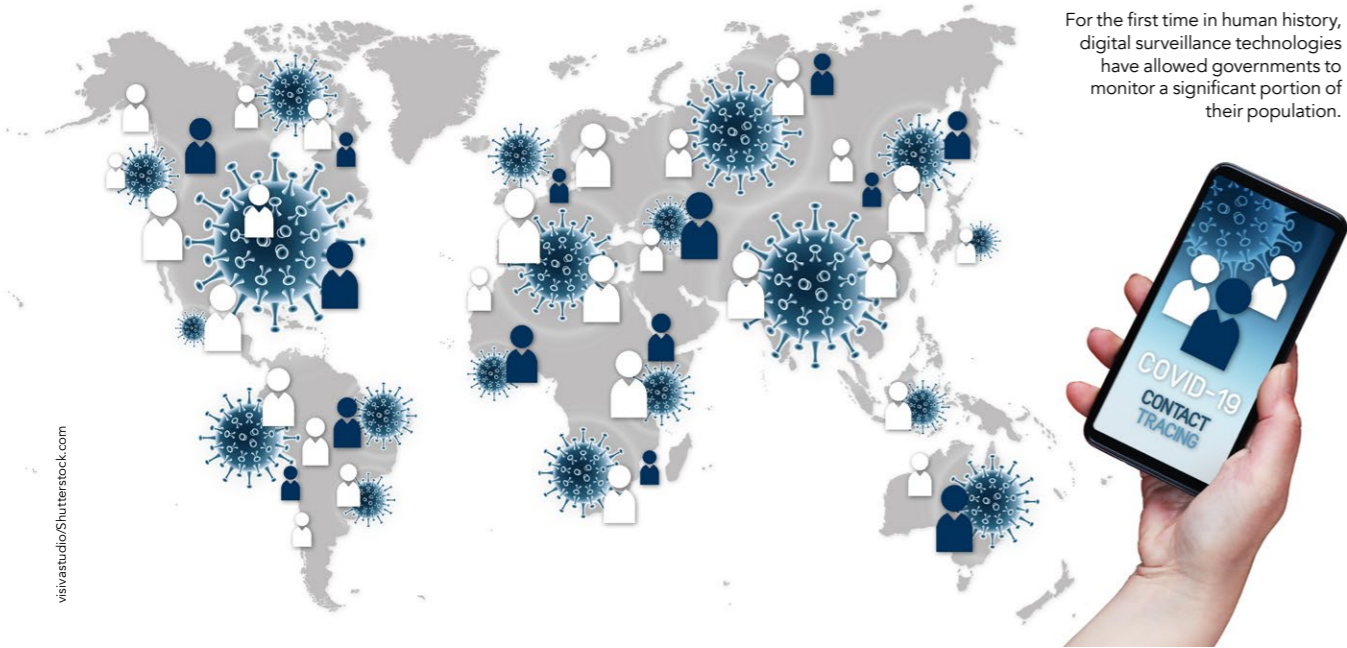 For the first time in human history,
digital surveillance technologies
have allowed governments to
monitor a significant portion of
their population.
COVID-19
CONTACT
TRACING
visivastudio/Shutterstock.com